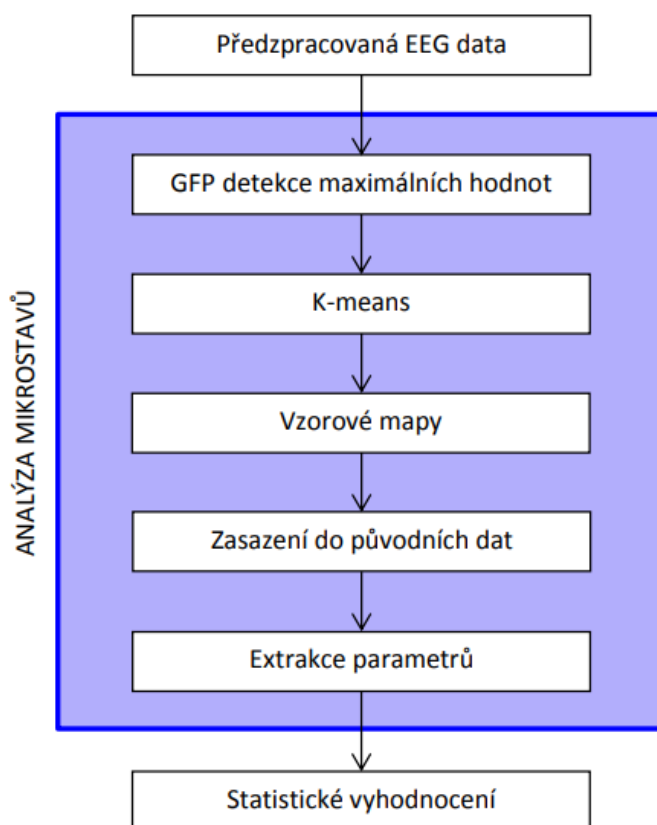 Předzpracovaná EEG data
GFP detekce maximálních hodnot
K-means
Vzorové mapy
Zasazení do původních dat
Extrakce parametrů
Statistické vyhodnocení
ANALÝZA MIKROSTAVŮ